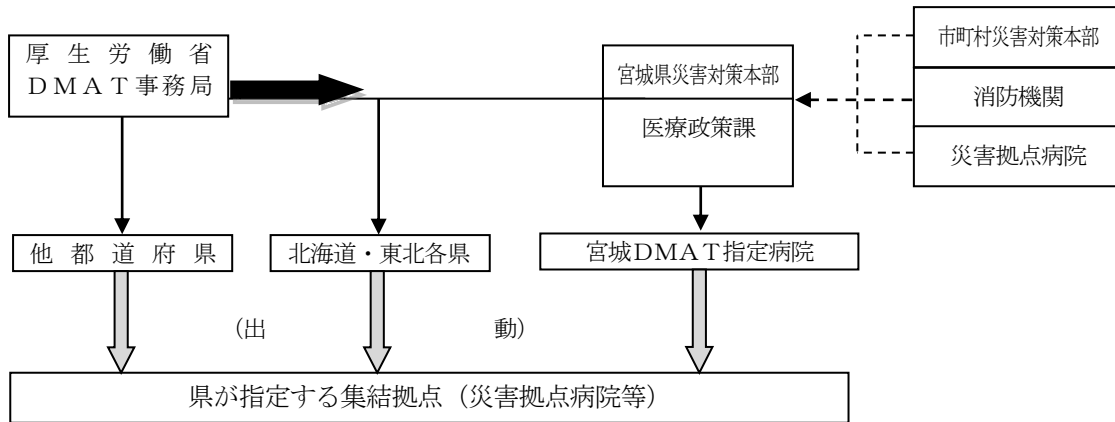 厚生労働省
ＤＭＡＴ事務局
宮城県災害対策本部
医療政策課
市町村災害対策本部
消防機関
災害拠点病院
他都道府県
北海道・東北各県
宮城ＤＭＡＴ指定病院
(出　　動)
県が指定する集結拠点（災害拠点病院等）